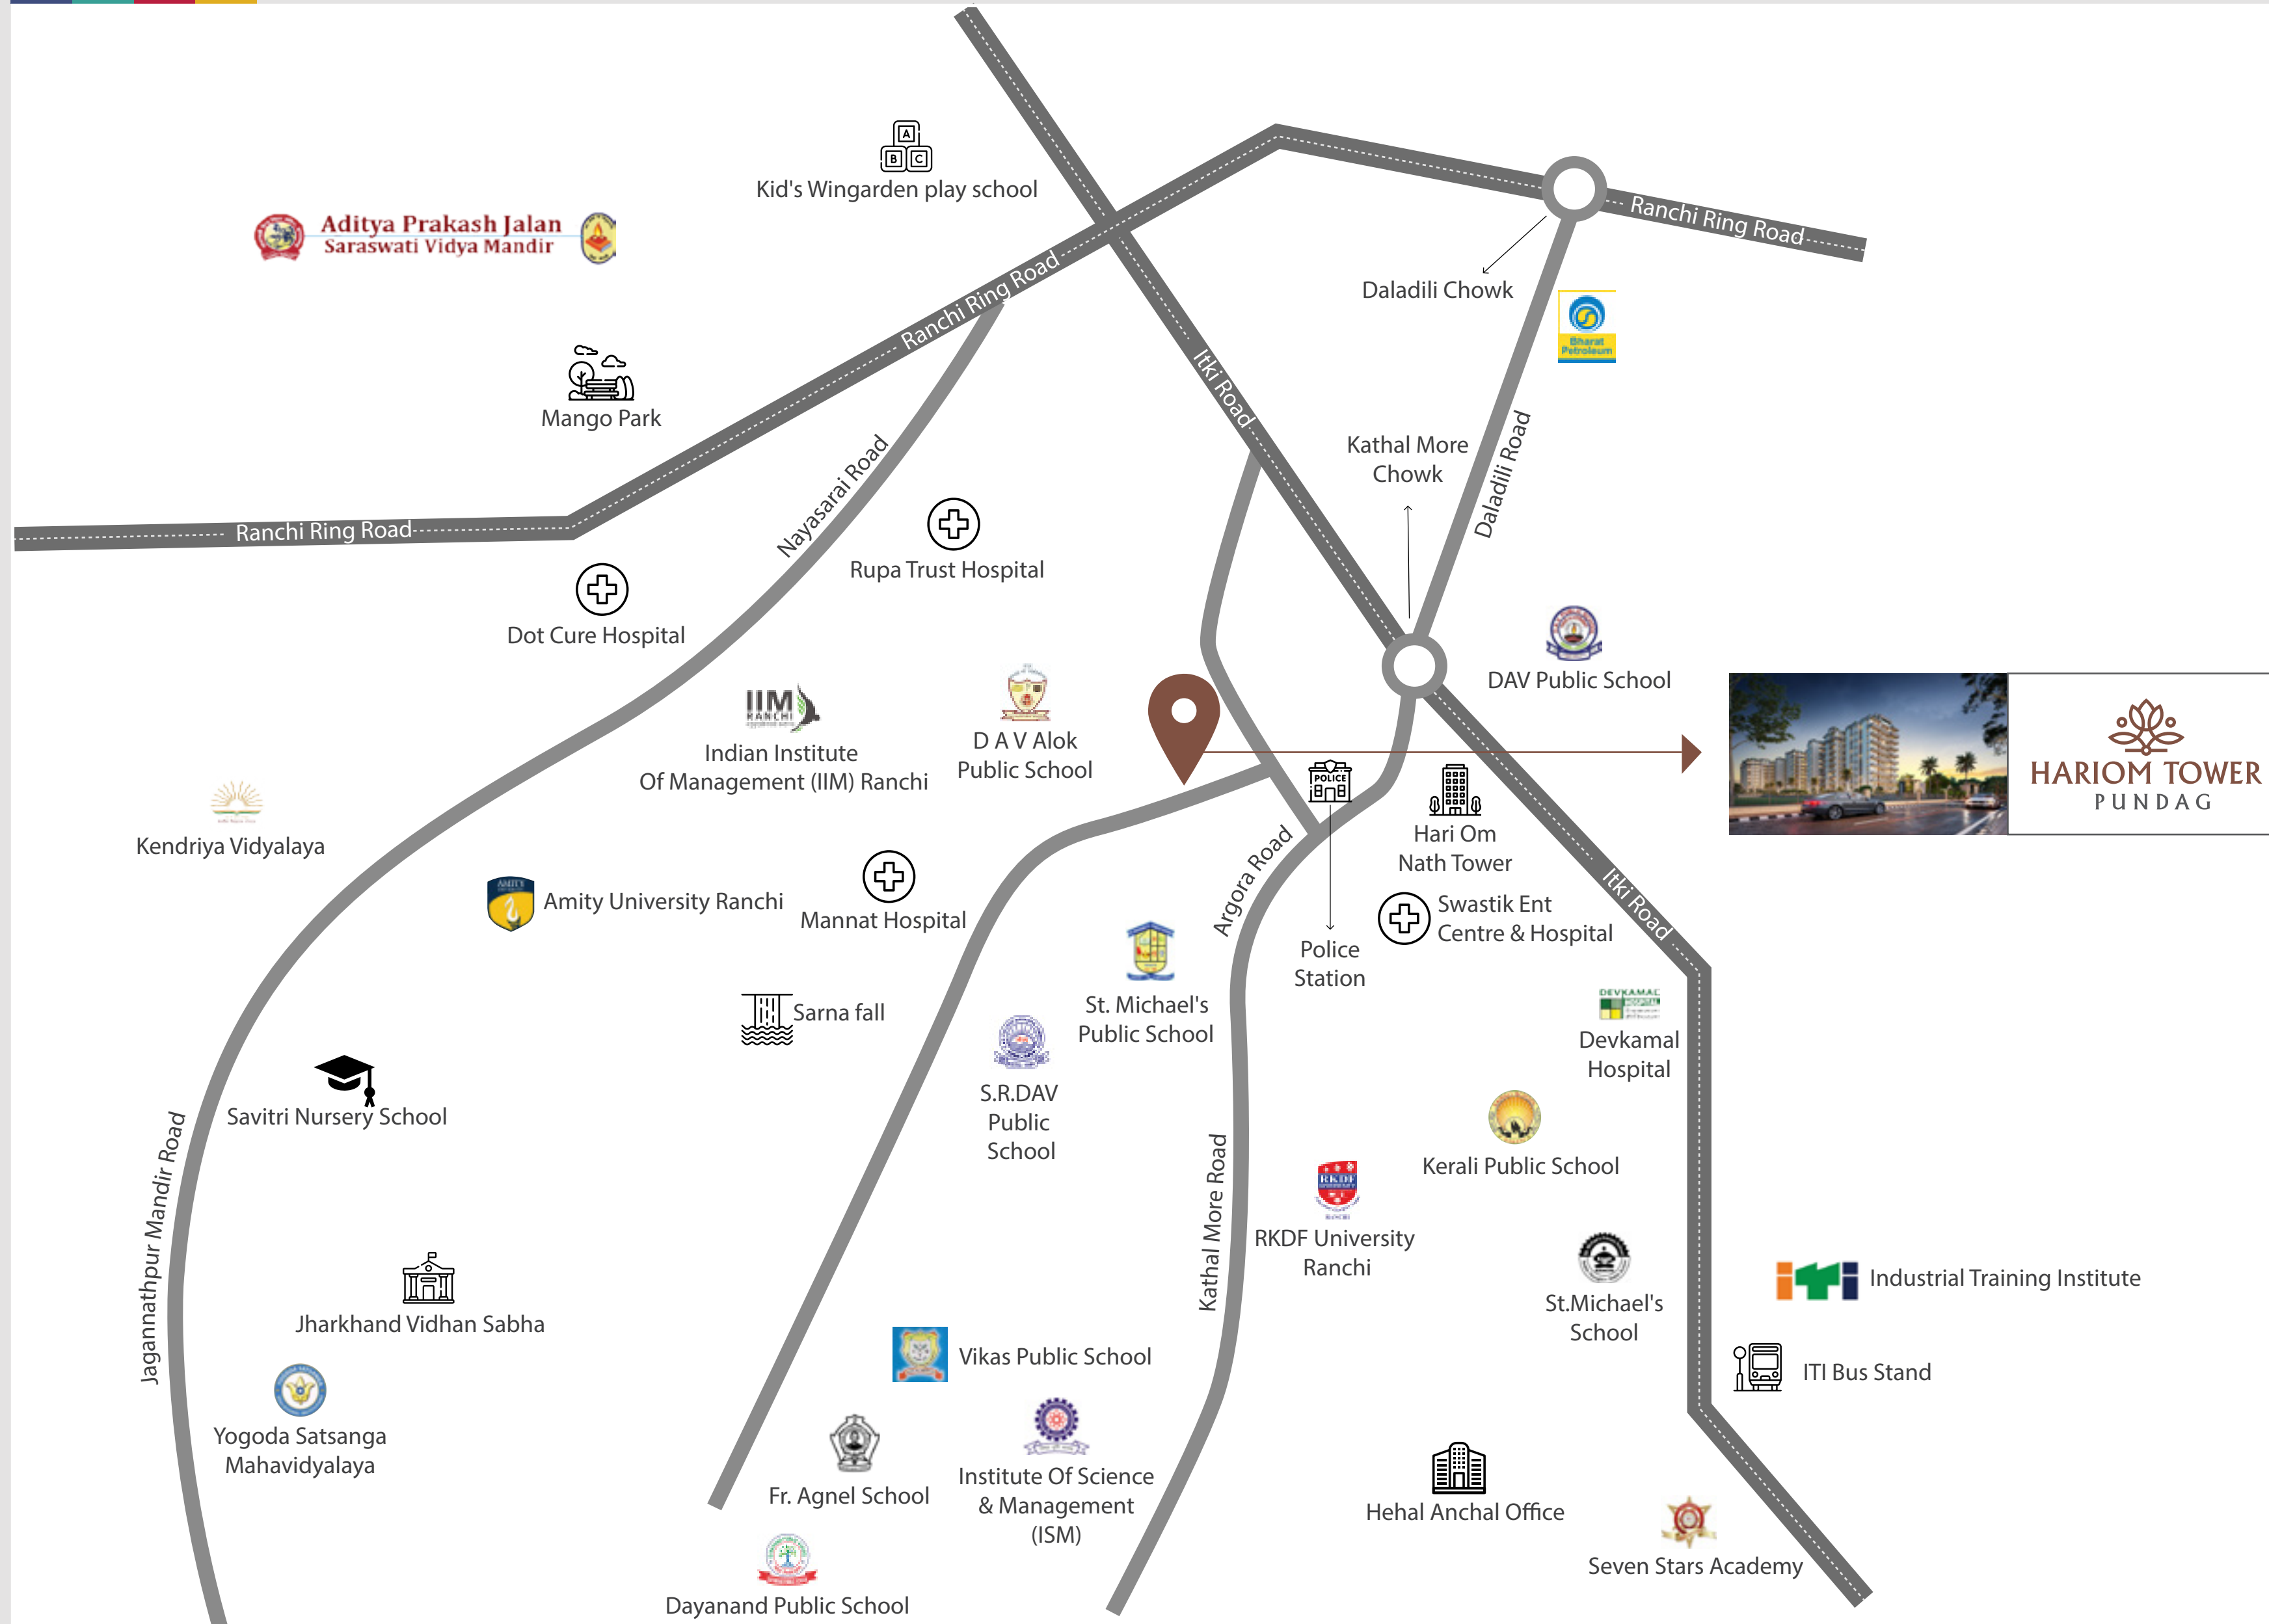 A
B C
Kid's Wingarden play school
Aditya Prakash Jalan
Saraswati Vidya Mandir
Ranchi Ring Road
Daladili Chowk
Bharat
Petroleum
Ranchi Ring Road
Itki Road
Mango Park
Kathal More
Chowk
Daladili Road
Nayasarai Road
Ranchi Ring Road
Rupa Trust Hospital
Dot Cure Hospital
DAV Public School
IIM
RANCHI
Indian Institute
Of Management (IIM) Ranchi
D A V Alok
Public School
POLICE
HARIOM TOWER
PUNDAG
Hari Om
Nath Tower
Kendriya Vidyalaya
Argora Road
Itki Road
AMITY
Amity University Ranchi
Mannat Hospital
Swastik Ent
Centre & Hospital
Police
Station
Sarna fall
St. Michael's
Public School
DEVKAMAL
HOSPITAL
Devkamal
Hospital
S.R.DAV
Public
School
Savitri Nursery School
Jagannathpur Mandir Road
Kathal More Road
Kerali Public School
RKDF
RKDF University
Ranchi
iTi
Industrial Training Institute
St.Michael's
School
Jharkhand Vidhan Sabha
Vikas Public School
ITI Bus Stand
Yogoda Satsanga
Mahavidyalaya
Fr. Agnel School
Institute Of Science
& Management
(ISM)
Hehal Anchal Office
Seven Stars Academy
Dayanand Public School